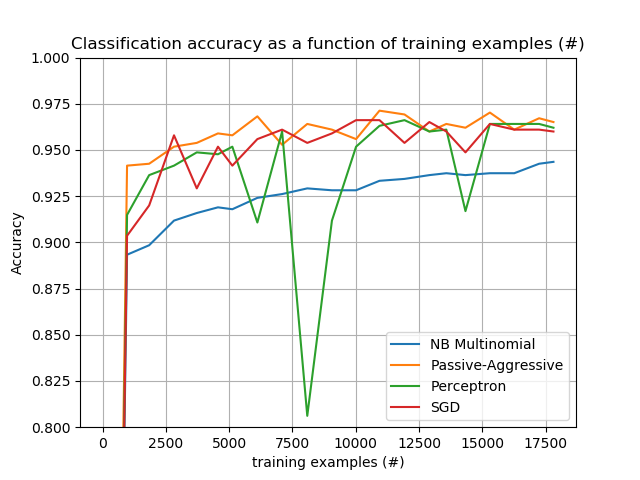 Classification accuracy as a function of training examples (#)
1.000
0.975
0.950
0.925
0.900
0.875
0.850
0.825
0.800
Accuracy
NB Multinomial
Passive-Aggressive
Perceptron
SGD
0 2500 5000 7500 10000 12500 15000 17500
training examples (#)